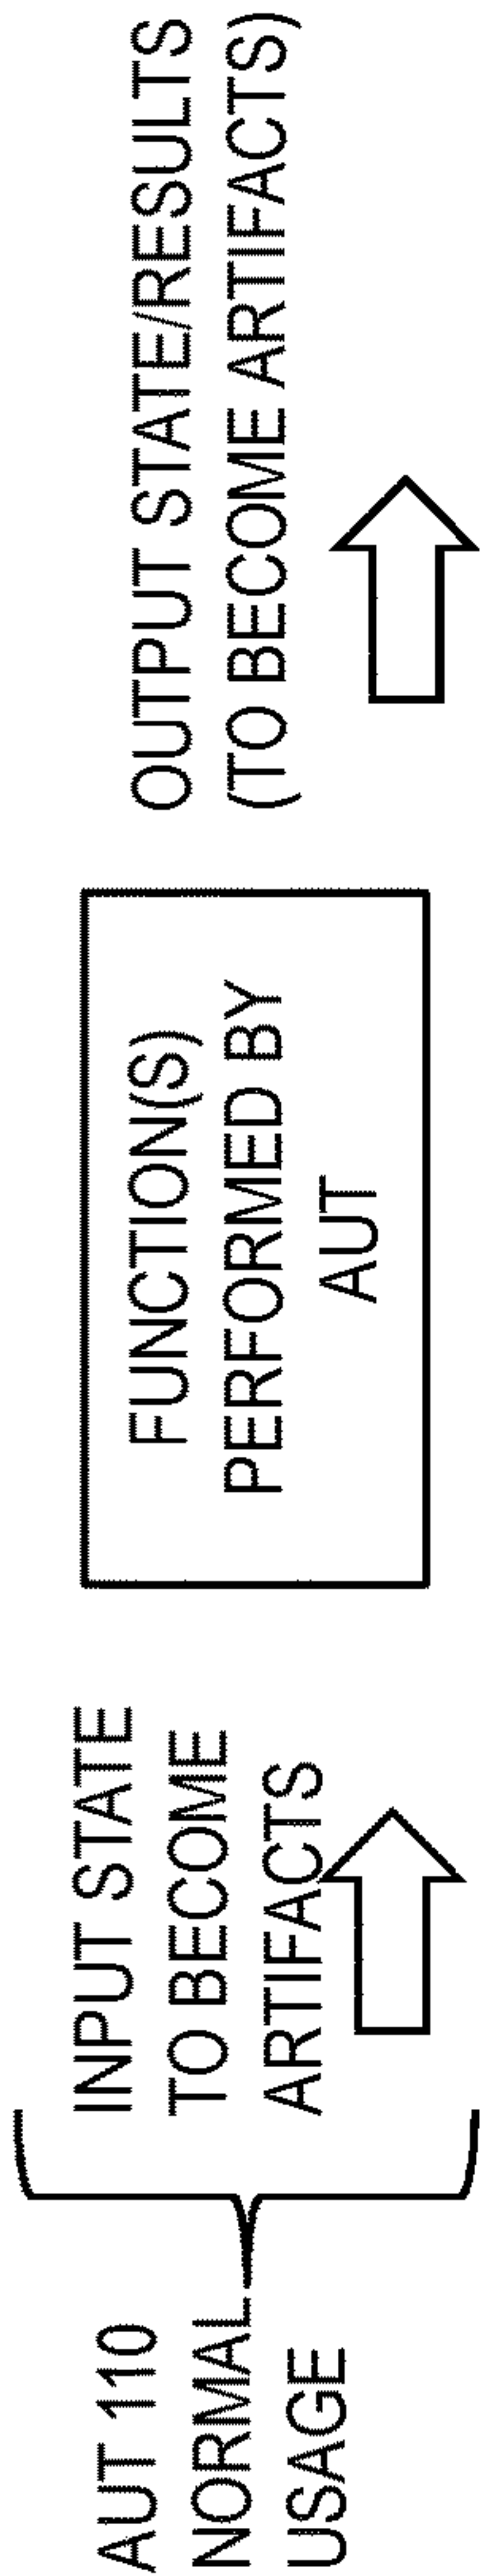 AUT 110
NORMAL
USAGE
INPUT STATE
TO BECOME
ARTIFACTS
FUNCTION(S)
PERFORMED BY
AUT
OUTPUT STATE/RESULTS
(TO BECOME ARTIFACTS)